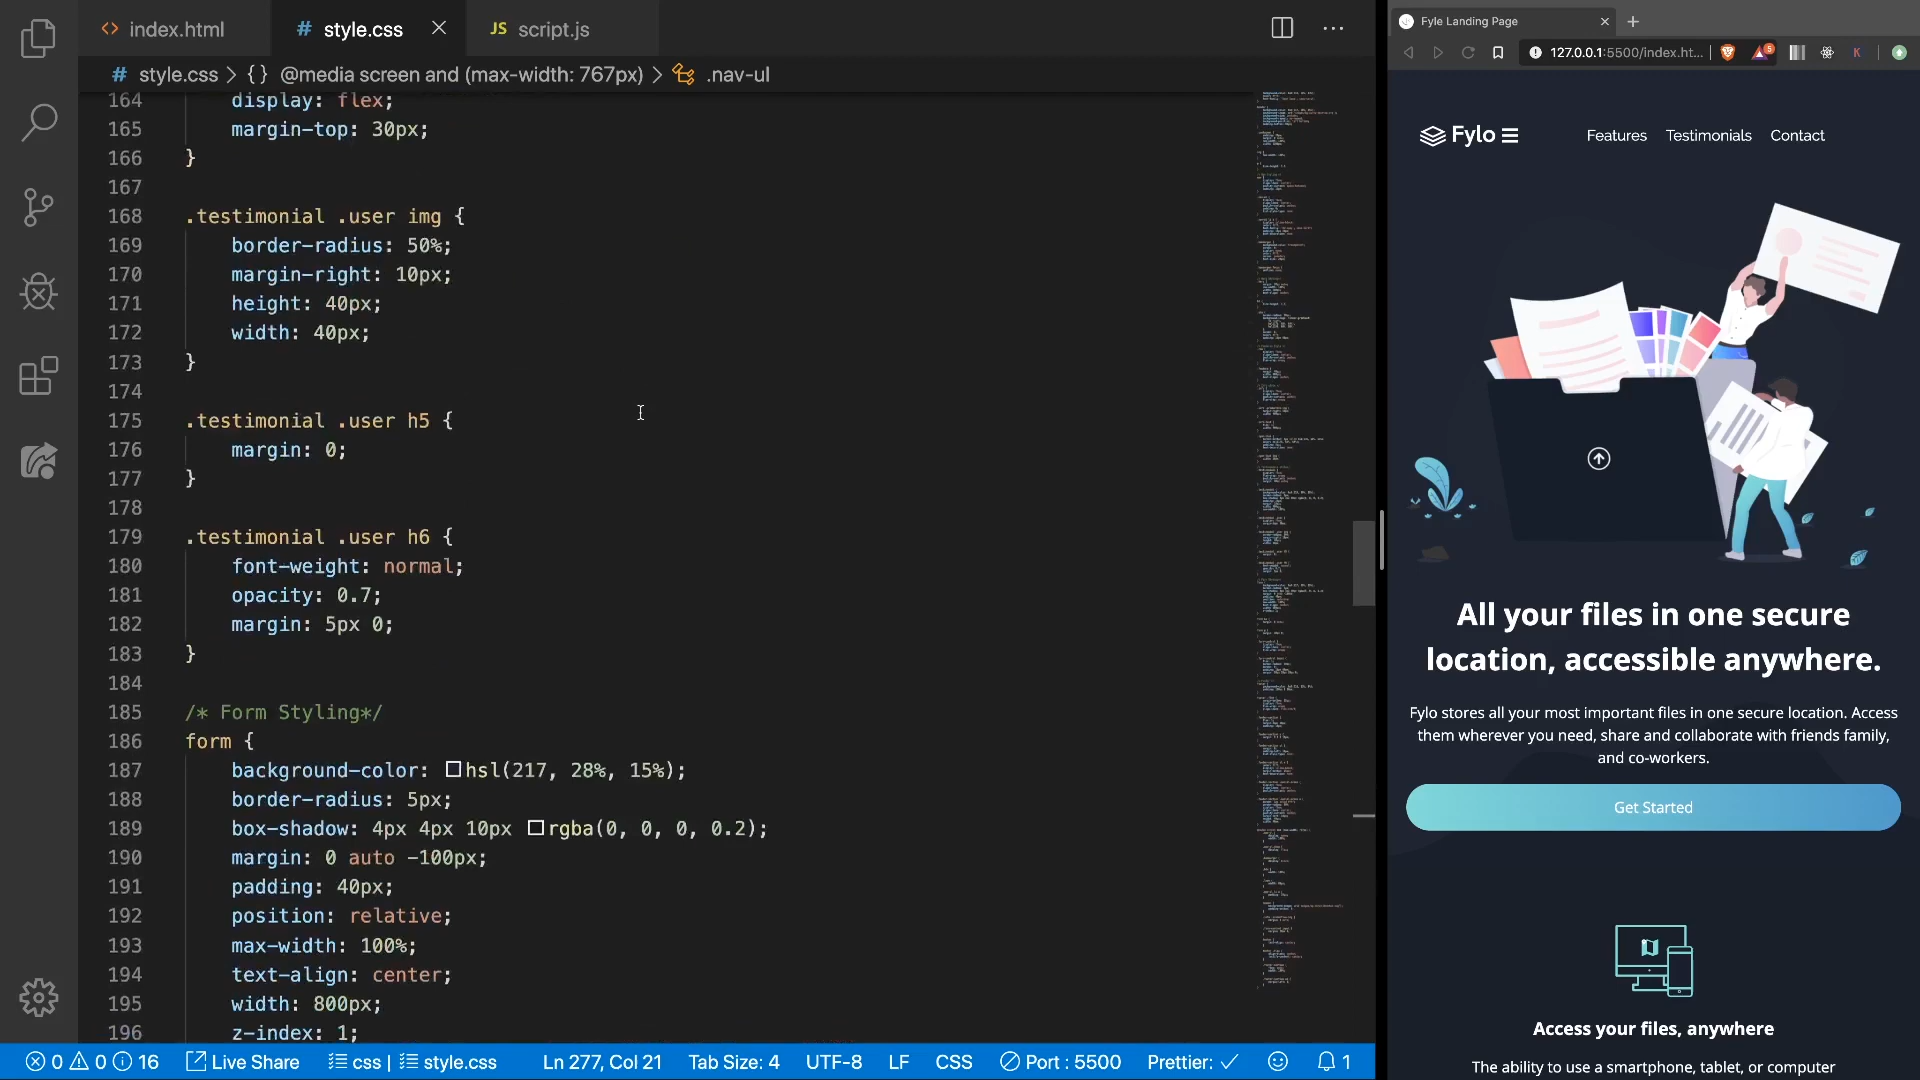 index.html
# style.css
JS script.js
# style.css > {} @media screen and (max-width: 767px) > .nav-ul
164 display: flex;
165 margin-top: 30px;
166 }
167
168 .testimonial .user img {
169 border-radius: 50%;
170 margin-right: 10px;
171 height: 40px;
172 width: 40px;
173 }
174
175 .testimonial .user h5 {
176 margin: 0;
177 }
178
179 .testimonial .user h6 {
180 font-weight: normal;
181 opacity: 0.7;
182 margin: 5px 0;
183 }
184
185 /* Form Styling*/
186 form {
187 background-color: hsl(217, 28%, 15%);
188 border-radius: 5px;
189 box-shadow: 4px 4px 10px rgba(0, 0, 0, 0.2);
190 margin: 0 auto -100px;
191 padding: 40px;
192 position: relative;
193 max-width: 100%;
194 text-align: center;
195 width: 800px;
196 z-index: 1;
0 0 16 Live Share css | style.css Ln 277, Col 21 Tab Size: 4 UTF-8 LF CSS Port : 5500 Prettier: ✓ 1
Fyle Landing Page
127.0.0.1:5500/index.ht...
5
K
Fylo
Features Testimonials Contact
All your files in one secure
location, accessible anywhere.
Fylo stores all your most important files in one secure location. Access
them wherever you need, share and collaborate with friends family,
and co-workers.
Get Started
Access your files, anywhere
The ability to use a smartphone, tablet, or computer